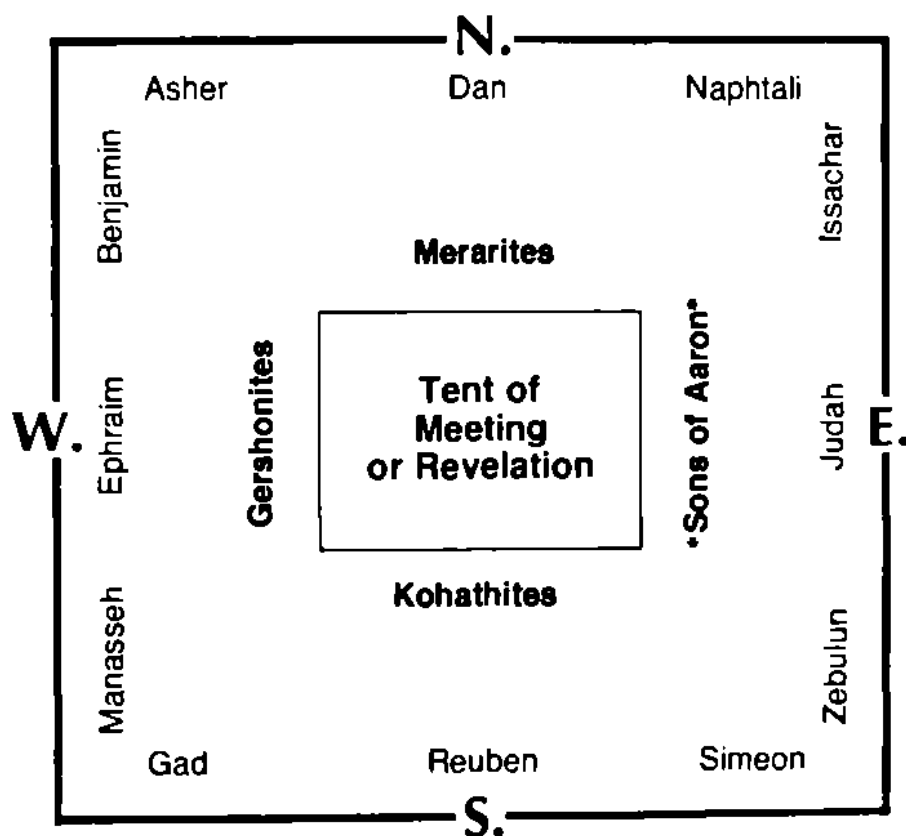 N.
Asher Dan Naphtali
Benjamin
Issachar
Merarites
Gershonites
Tent of
Meeting
or Revelation
*Sons of Aaron*
W.
Ephraim
Judah
E.
Kohathites
Manasseh
Zebulun
Gad Reuben Simeon
S.